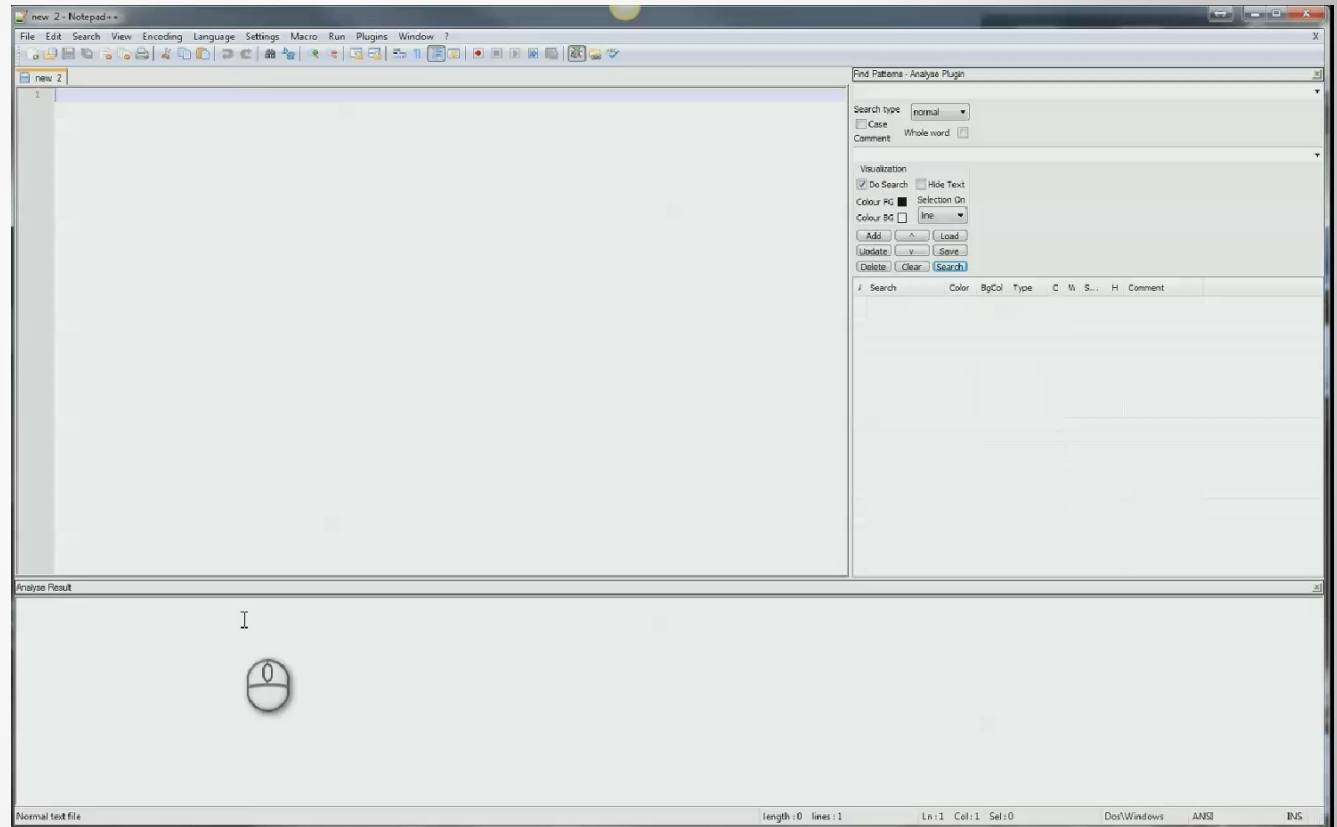 new 2 - Notepad++
File Edit Search View Encoding Language Settings Macro Run Plugins Window ?
X
new 2
1
Find Patterns - Analyse Plugin
Search type normal
Case
Whole word
Comment
Visualization
Do Search Hide Text
Colour FG Selection On
Colour BG line
Add ^ Load
Update v Save
Delete Clear Search
/ Search Color BgCol Type C W S... H Comment
Analyse Result
Normal text file length : 0 lines : 1 Ln : 1 Col : 1 Sel : 0 Dos\Windows ANSI INS